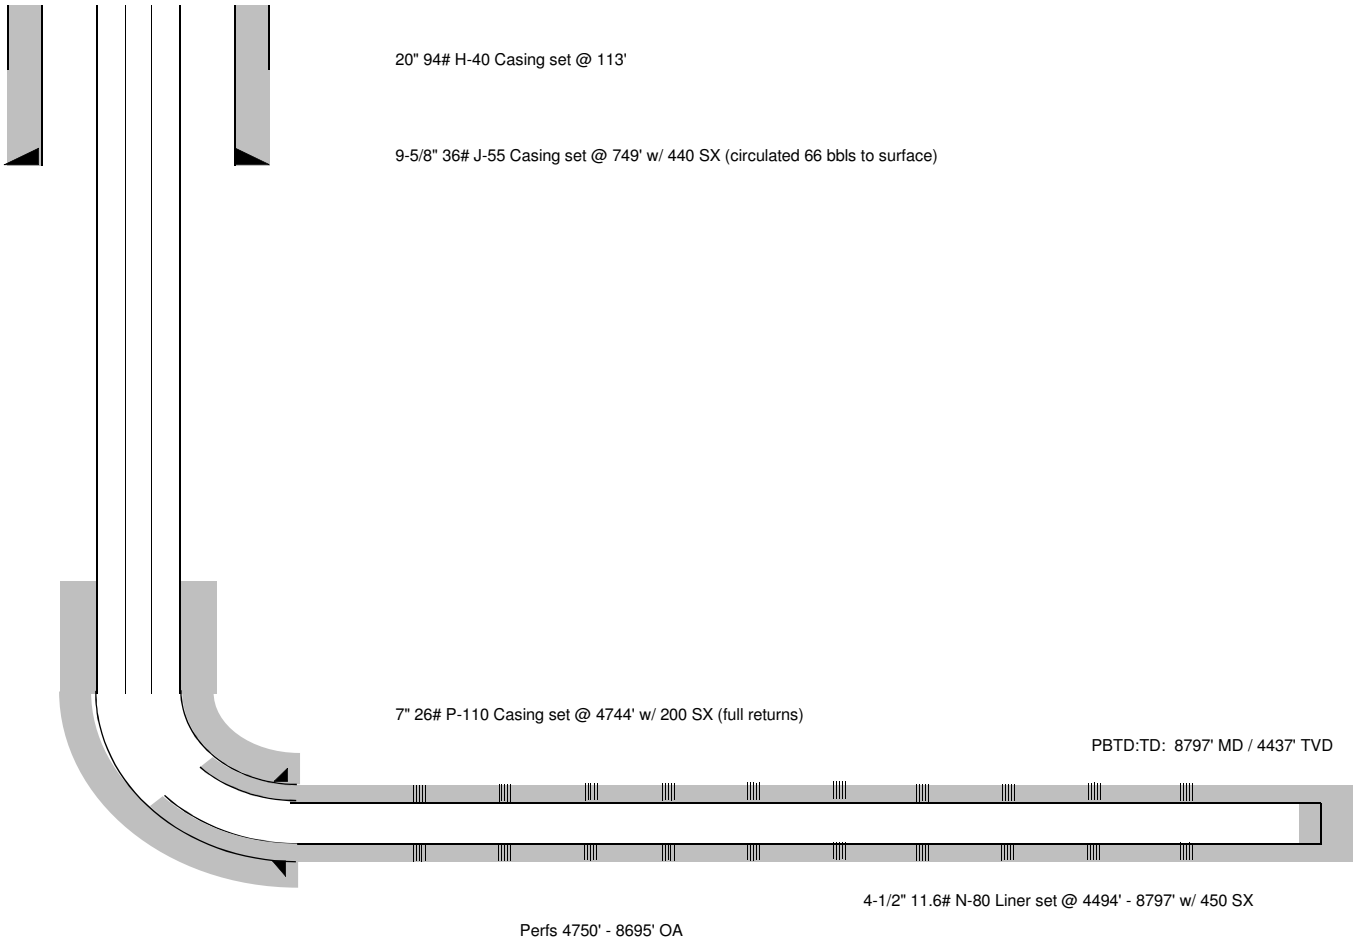 20" 94# H-40 Casing set @ 113'
9-5/8" 36# J-55 Casing set @ 749' w/ 440 SX (circulated 66 bbls to surface)
7" 26# P-110 Casing set @ 4744' w/ 200 SX (full returns)
PBTD:TD: 8797' MD / 4437' TVD
4-1/2" 11.6# N-80 Liner set @ 4494' - 8797' w/ 450 SX
Perfs 4750' - 8695' OA